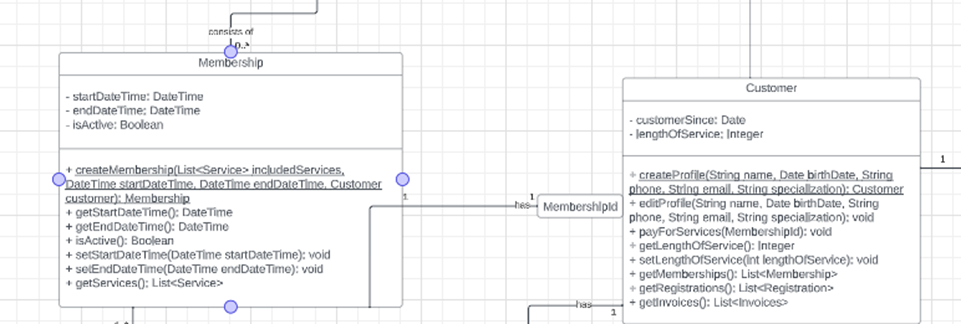 consists of
0..*
Membership
- startDateTime: DateTime
- endDateTime: DateTime
- isActive: Boolean
+ createMembership(List<Service> includedServices,
DateTime startDateTime, DateTime endDateTime, Customer
customer): Membership
+ getStartDateTime(): DateTime
+ getEndDateTime(): DateTime
+ isActive(): Boolean
+ setStartDateTime(DateTime startDateTime): void
+ setEndDateTime(DateTime endDateTime): void
+ getServices(): List<Service>
1
has
1
MembershipId
Customer
- customerSince: Date
- lengthOfService: Integer
+ createProfile(String name, Date birthDate, String
phone, String email, String specialization): Customer
+ editProfile(String name, Date birthDate, String
phone, String email, String specialization): void
+ payForServices(MembershipId): void
+ getLengthOfService(): Integer
+ setLengthOfService(int lengthOfService): void
+ getMemberships(): List<Membership>
+ getRegistrations(): List<Registration>
+ getInvoices(): List<Invoices>
1
has
1